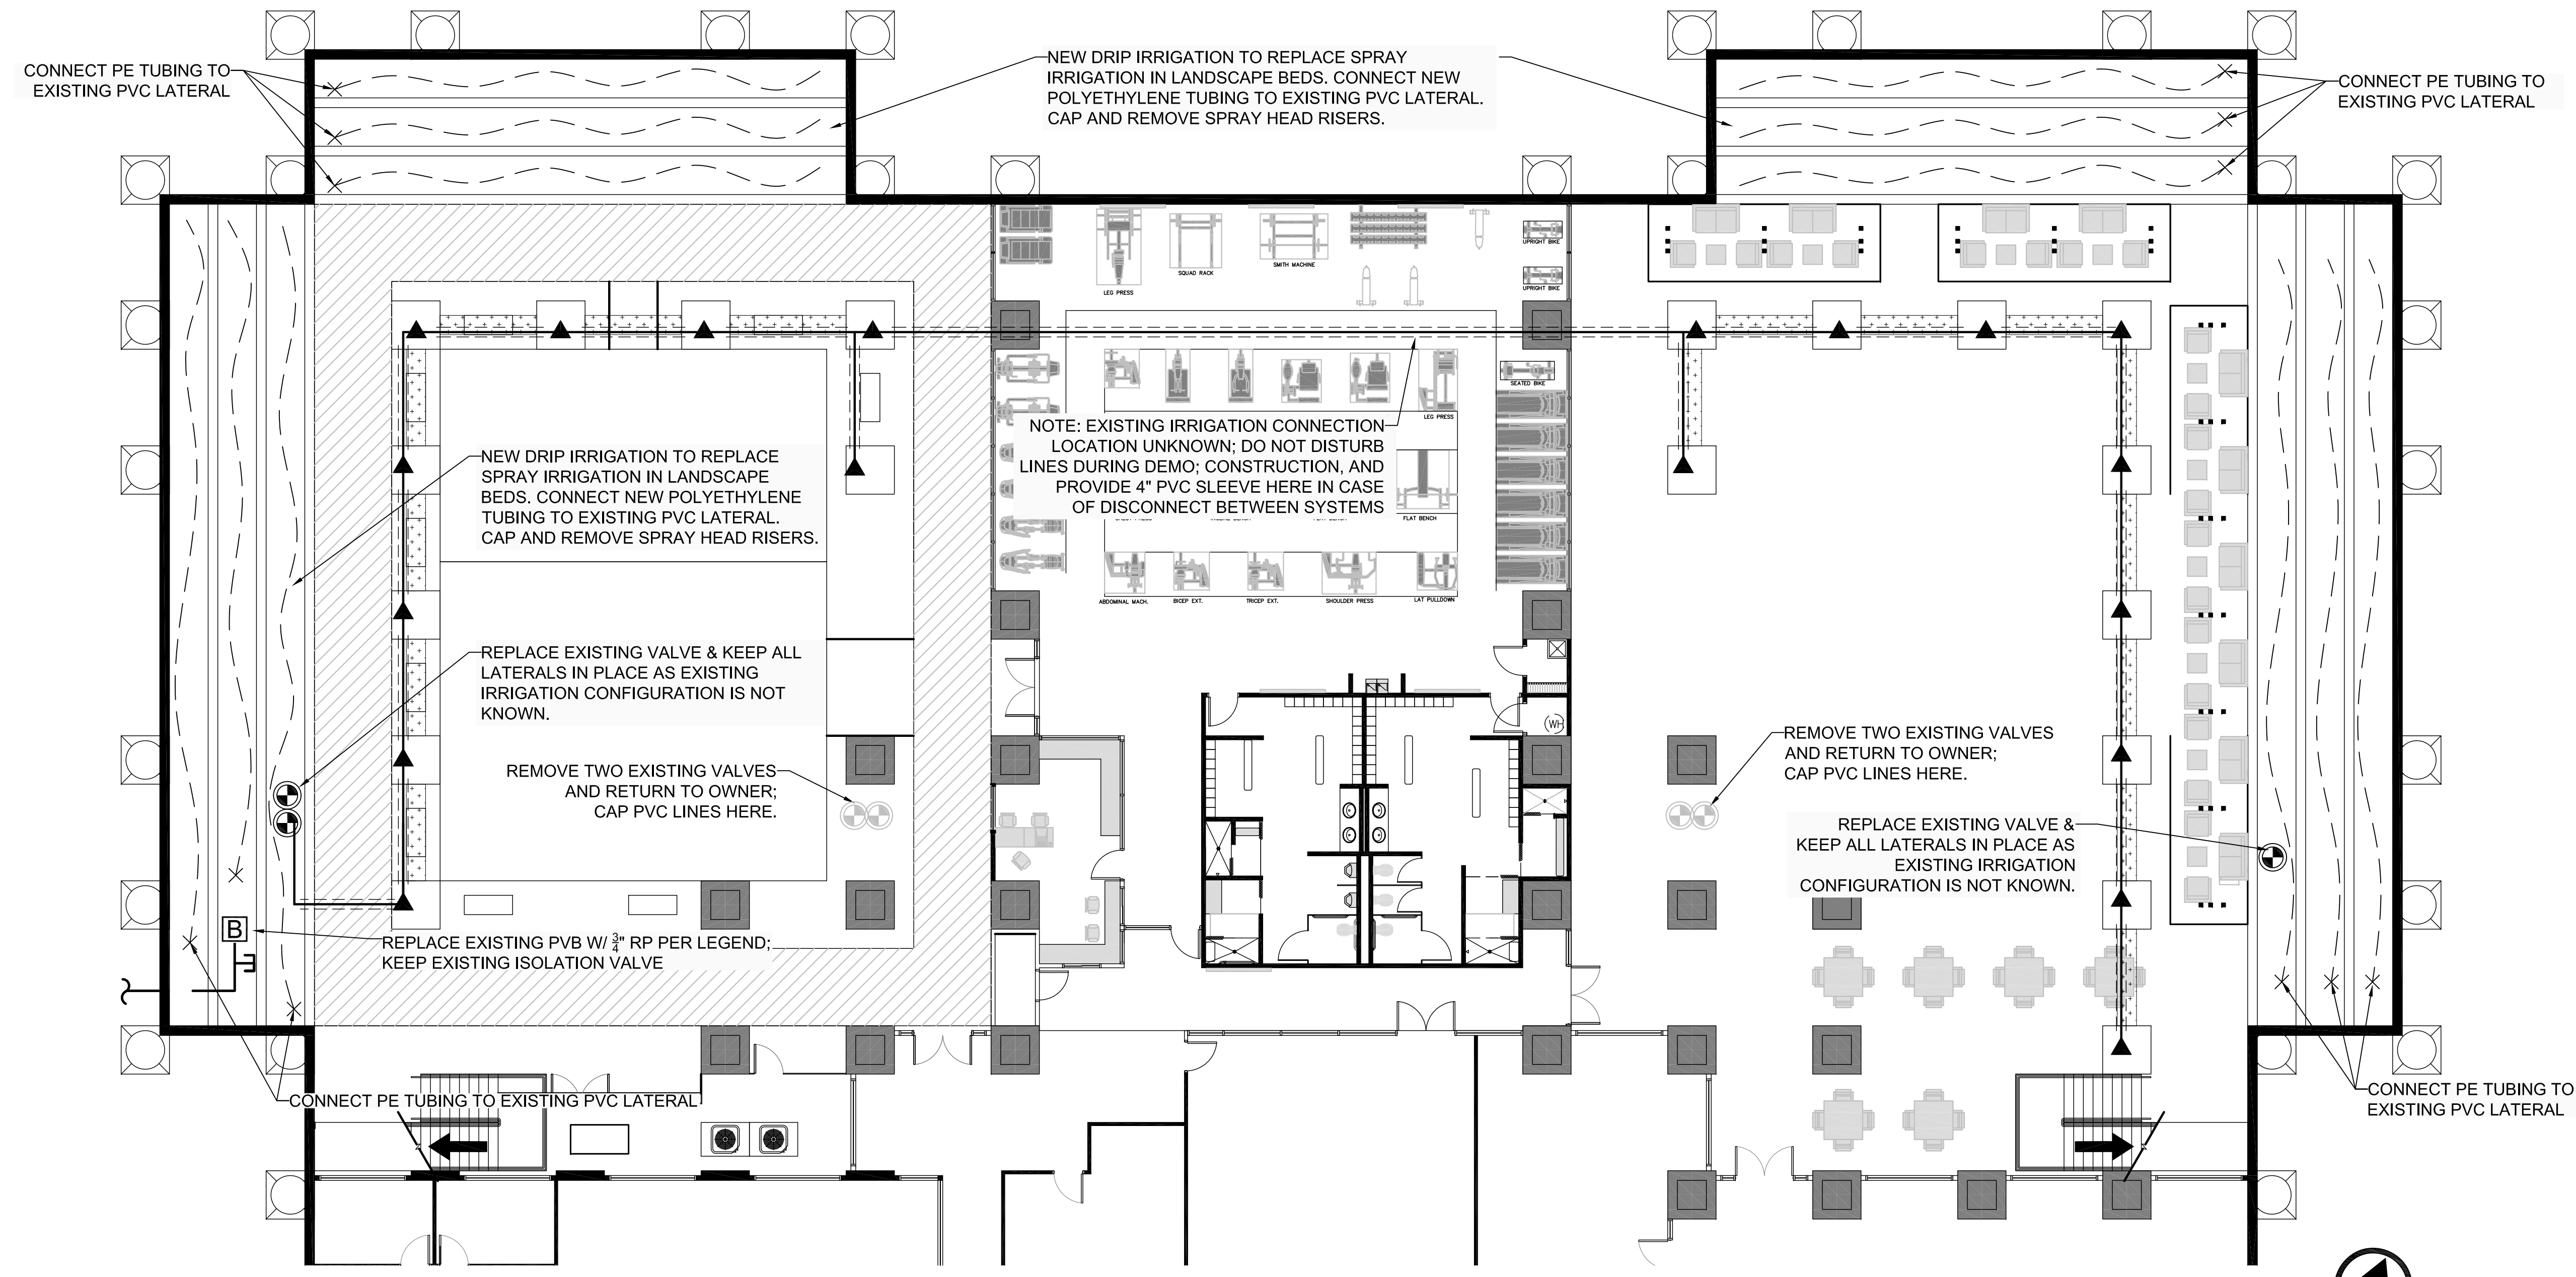 CONNECT PE TUBING TO
EXISTING PVC LATERAL
NEW DRIP IRRIGATION TO REPLACE SPRAY
IRRIGATION IN LANDSCAPE BEDS. CONNECT NEW
POLYETHYLENE TUBING TO EXISTING PVC LATERAL.
CAP AND REMOVE SPRAY HEAD RISERS.
CONNECT PE TUBING TO
EXISTING PVC LATERAL
LEG PRESS
SQUAD RACK
SMITH MACHINE
UPRIGHT BIKE
UPRIGHT BIKE
SEATED BIKE
LEG PRESS
NOTE: EXISTING IRRIGATION CONNECTION
LOCATION UNKNOWN; DO NOT DISTURB
LINES DURING DEMO; CONSTRUCTION, AND
PROVIDE 4" PVC SLEEVE HERE IN CASE
OF DISCONNECT BETWEEN SYSTEMS
FLAT BENCH
NEW DRIP IRRIGATION TO REPLACE
SPRAY IRRIGATION IN LANDSCAPE
BEDS. CONNECT NEW POLYETHYLENE
TUBING TO EXISTING PVC LATERAL.
CAP AND REMOVE SPRAY HEAD RISERS.
ABDOMINAL MACH.
BICEP EXT.
TRICEP EXT.
SHOULDER PRESS
LAT PULLDOWN
REPLACE EXISTING VALVE & KEEP ALL
LATERALS IN PLACE AS EXISTING
IRRIGATION CONFIGURATION IS NOT
KNOWN.
WH
REMOVE TWO EXISTING VALVES
AND RETURN TO OWNER;
CAP PVC LINES HERE.
REMOVE TWO EXISTING VALVES
AND RETURN TO OWNER;
CAP PVC LINES HERE.
REPLACE EXISTING VALVE &
KEEP ALL LATERALS IN PLACE AS
EXISTING IRRIGATION
CONFIGURATION IS NOT KNOWN.
B
REPLACE EXISTING PVB W/ 3/4" RP PER LEGEND;
KEEP EXISTING ISOLATION VALVE
CONNECT PE TUBING TO EXISTING PVC LATERAL
CONNECT PE TUBING TO
EXISTING PVC LATERAL